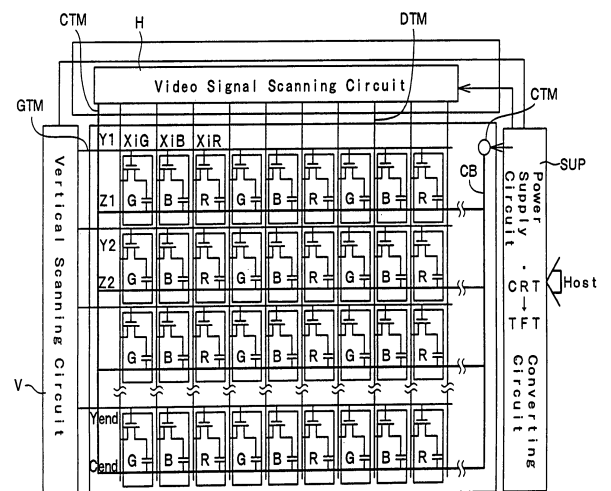 CTM H DTM
Video Signal Scanning Circuit
GTM CTM
Y1 XiG XiB XiR
SUP
CB
G B R G B R G B R
Z1
Y2
G B R G B R G B R
Z2
G B R G B R G B R
Yend
G B R G B R G B R
Cend
V
Vertical Scanning Circuit
Power Supply Circuit · CRT → TFT Converting Circuit
Host